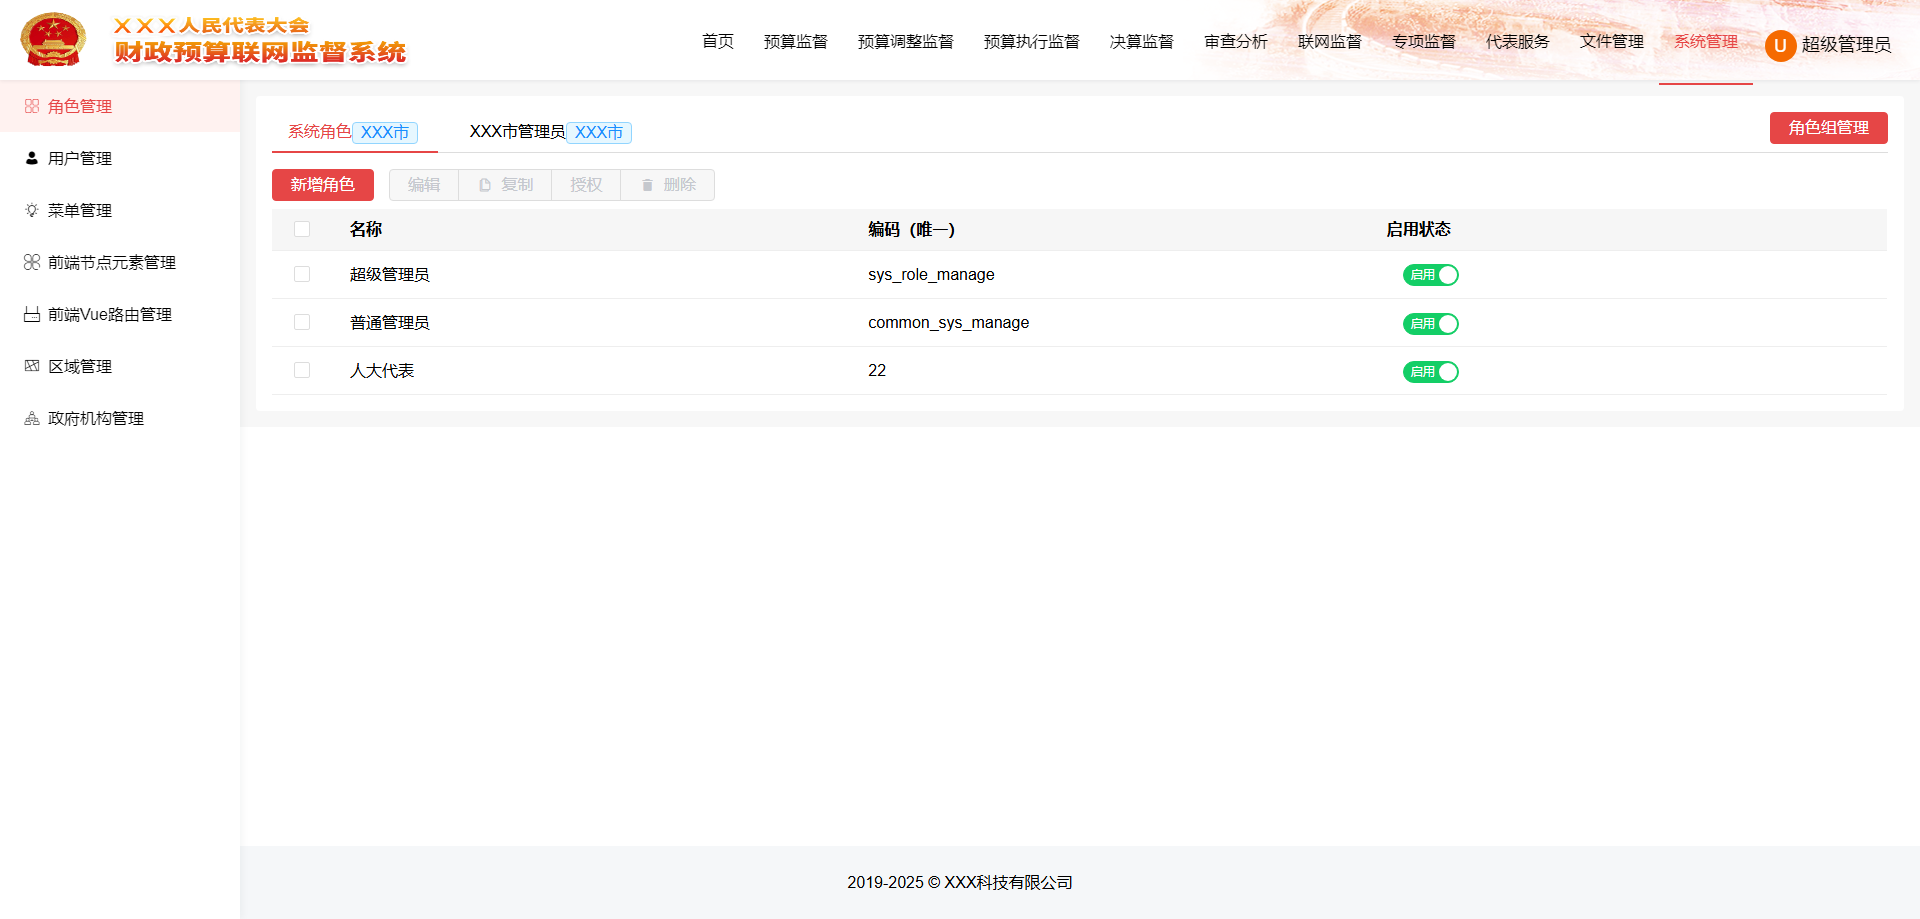 XXX人民代表大会
财政预算联网监督系统
首页 预算监督 预算调整监督 预算执行监督 决算监督 审查分析 联网监督 专项监督 代表服务 文件管理 系统管理 U 超级管理员
角色管理
用户管理
菜单管理
前端节点元素管理
前端Vue路由管理
区域管理
政府机构管理
系统角色 XXX市 XXX市管理员 XXX市 角色组管理
新增角色 编辑 复制 授权 删除
名称 编码（唯一） 启用状态
超级管理员 sys_role_manage 启用
普通管理员 common_sys_manage 启用
人大代表 22 启用
2019-2025 © XXX科技有限公司